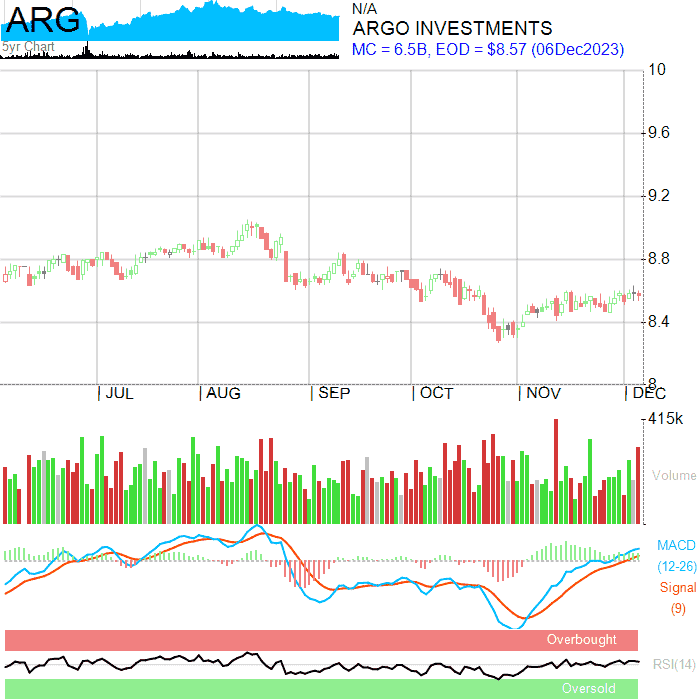 ARG
5yr Chart
N/A
ARGO INVESTMENTS
MC = 6.5B, EOD = $8.57 (06Dec2023)
10
9.6
9.2
8.8
8.4
8
JUL
AUG
SEP
OCT
NOV
DEC
415k
Volume
MACD
(12-26)
Signal
(9)
Overbought
RSI(14)
Oversold